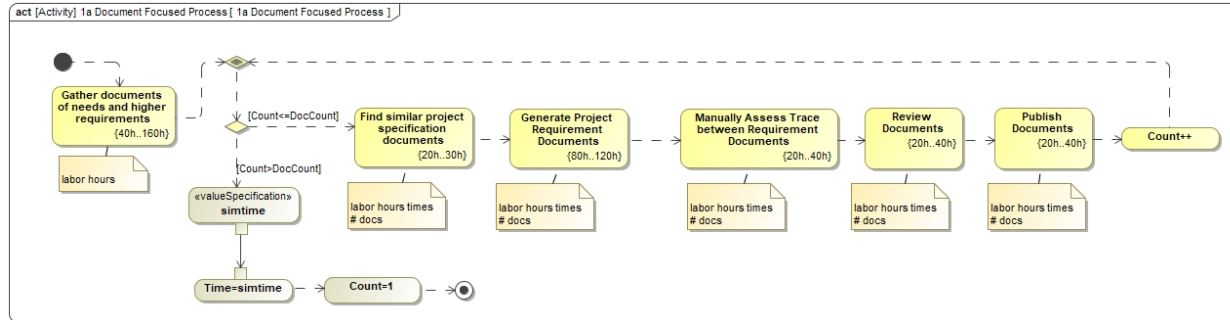 act [Activity] 1a Document Focused Process [ 1a Document Focused Process ]
Gather documents
of needs and higher
requirements
{40h..160h}
labor hours
[Count<=DocCount]
[Count>DocCount]
Find similar project
specification
documents
{20h..30h}
labor hours times
# docs
Generate Project
Requirement
Documents
{80h..120h}
labor hours times
# docs
Manually Assess Trace
between Requirement
Documents
{20h..40h}
labor hours times
# docs
Review
Documents
{20h..40h}
labor hours times
# docs
Publish
Documents
{20h..40h}
labor hours times
# docs
Count++
«valueSpecification»
simtime
Time=simtime
Count=1